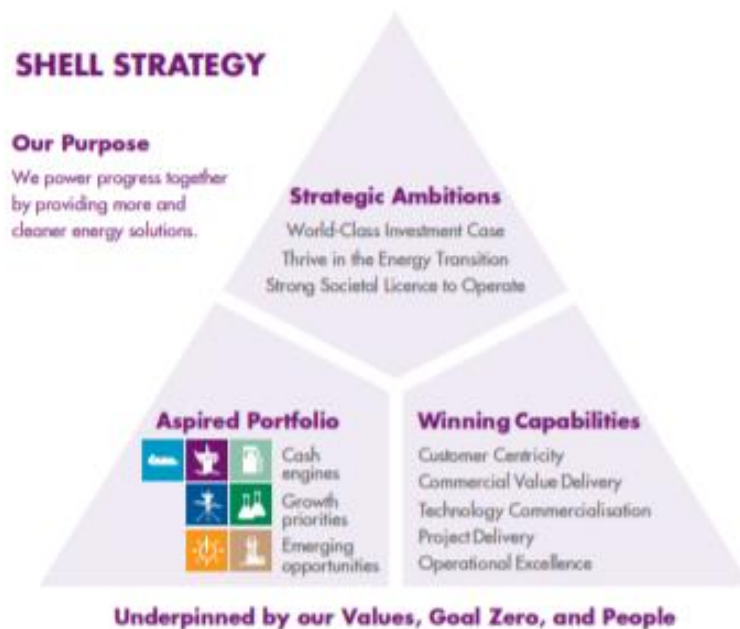 SHELL STRATEGY
Our Purpose
We power progress together
by providing more and
cleaner energy solutions.
Strategic Ambitions
World-Class Investment Case
Thrive in the Energy Transition
Strong Societal Licence to Operate
Aspired Portfolio
Cash
engines
Growth
priorities
Emerging
opportunities
Winning Capabilities
Customer Centricity
Commercial Value Delivery
Technology Commercialisation
Project Delivery
Operational Excellence
Underpinned by our Values, Goal Zero, and People